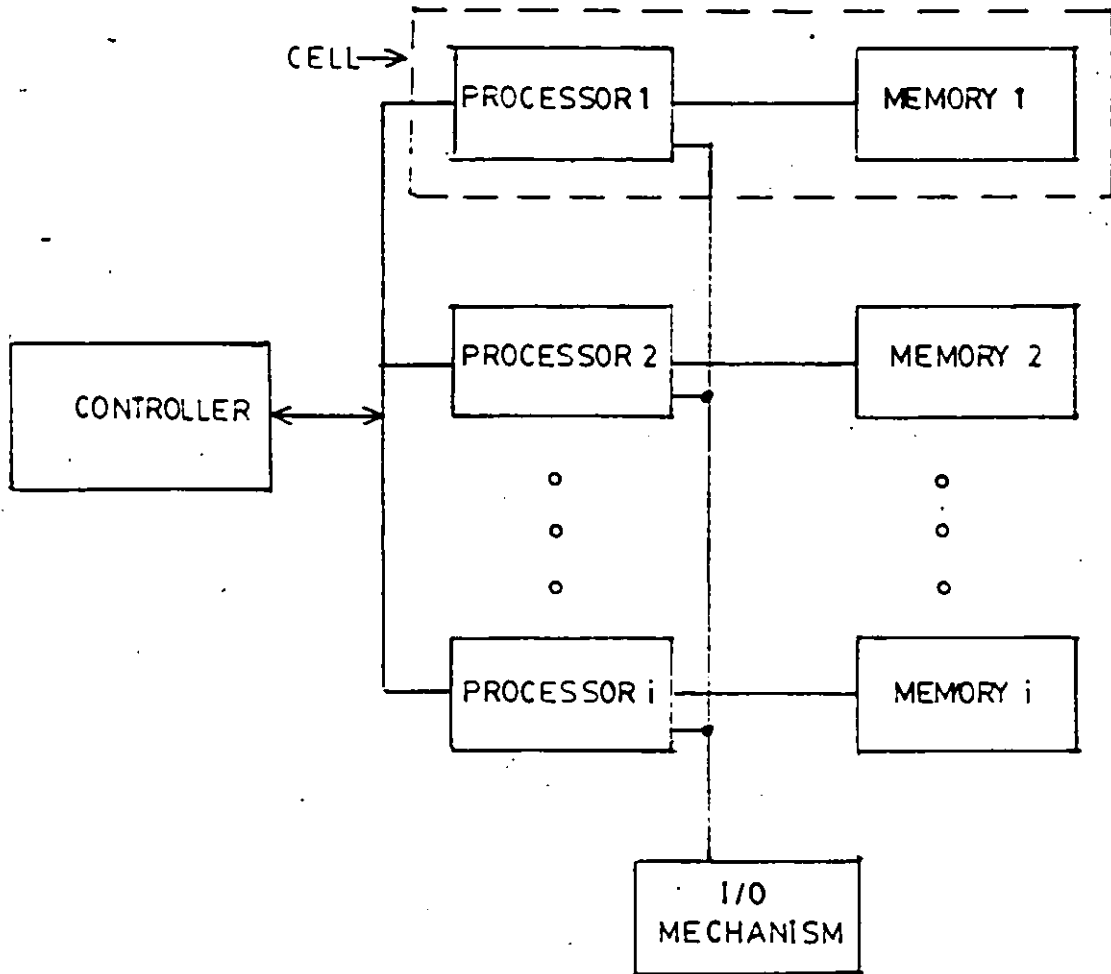 CELL
PROCESSOR 1
MEMORY 1
PROCESSOR 2
MEMORY 2
CONTROLLER
PROCESSOR i
MEMORY i
I/O
MECHANISM